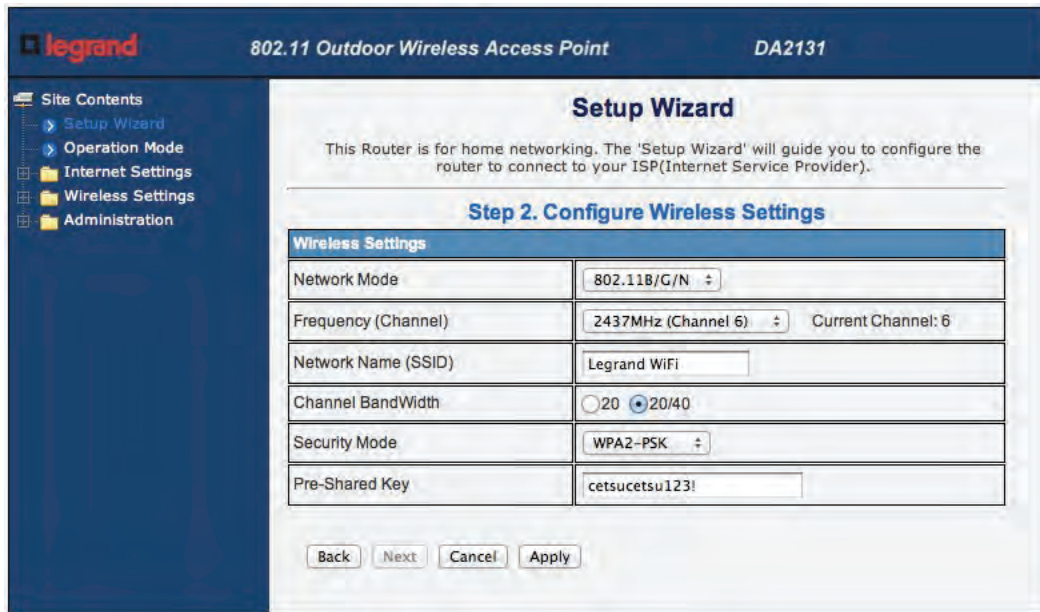 legrand 802.11 Outdoor Wireless Access Point DA2131
Site Contents
Setup Wizard
Operation Mode
Internet Settings
Wireless Settings
Administration
Setup Wizard
This Router is for home networking. The 'Setup Wizard' will guide you to configure the
router to connect to your ISP(Internet Service Provider).
Step 2. Configure Wireless Settings
Wireless Settings
Network Mode 802.11B/G/N
Frequency (Channel) 2437MHz (Channel 6) Current Channel: 6
Network Name (SSID) Legrand WiFi
Channel BandWidth 20 20/40
Security Mode WPA2-PSK
Pre-Shared Key cetsucetsu123!
Back Next Cancel Apply